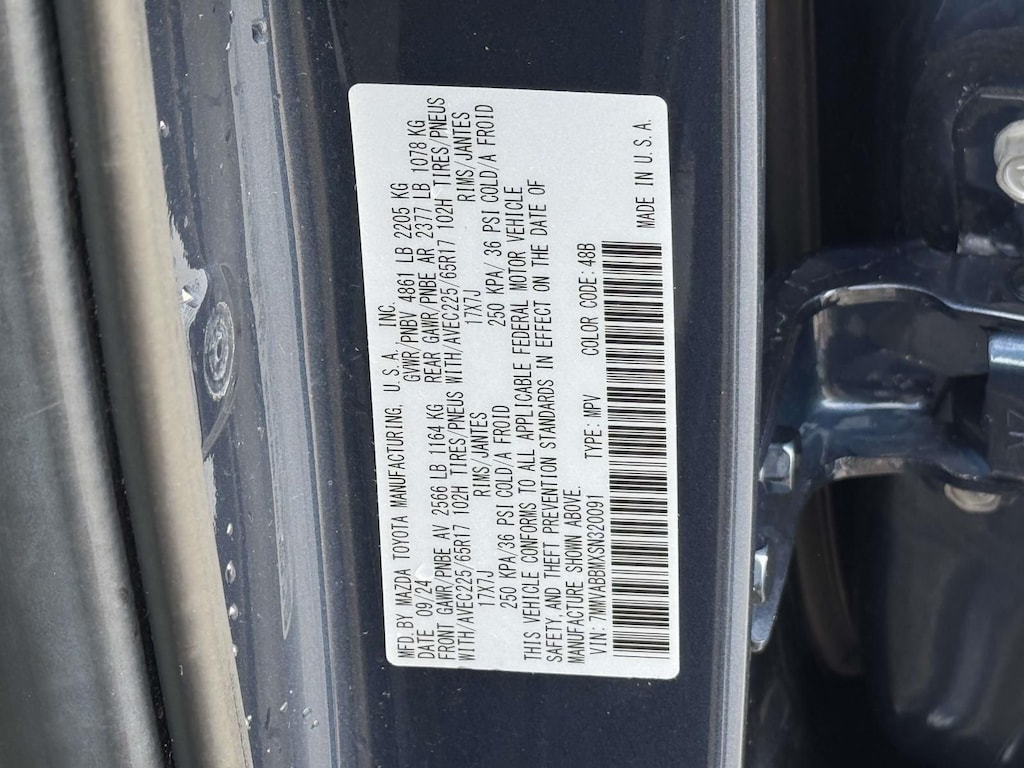 MFD.BY MAZDA TOYOTA MANUFACTURING, U.S.A, INC.
DATE 09/24 GVWR/PNBV 4861 LB 2205 KG
FRONT GAWR/PNBE AV 2566 LB 1164 KG REAR GAWR/PNBE AR 2377 LB 1078 KG
WITH/AVEC225/65R17 102H TIRES/PNEUS WITH/AVEC225/65R17 102H TIRES/PNEUS
17X7J RIMS/JANTES 17X7J RIMS/JANTES
250 KPA/36 PSI COLD/A FROID 250 KPA/ 36 PSI COLD/A FROID
THIS VEHICLE CONFORMS TO ALL APPLICABLE FEDERAL MOTOR VEHICLE
SAFETY, AND THEFT PREVENTION STANDARDS IN EFFECT ON THE DATE OF
MANUFACTURE SHOWN ABOVE.
VIN: 7MMVABBMXSN320091 TYPE: MPV COLOR CODE: 48B
MADE IN U.S.A.